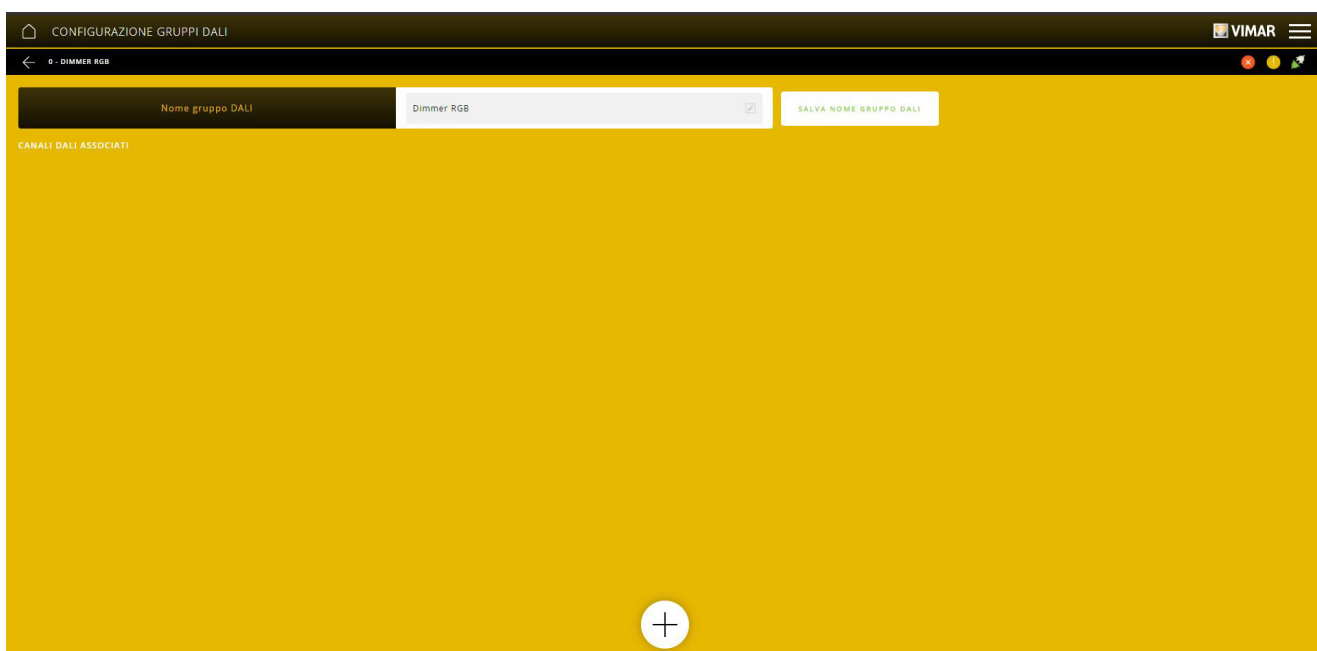 CONFIGURAZIONE GRUPPI DALI
VIMAR
0 - DIMMER RGB
Nome gruppo DALI
Dimmer RGB
SALVA NOME GRUPPO DALI
CANALI DALI ASSOCIATI